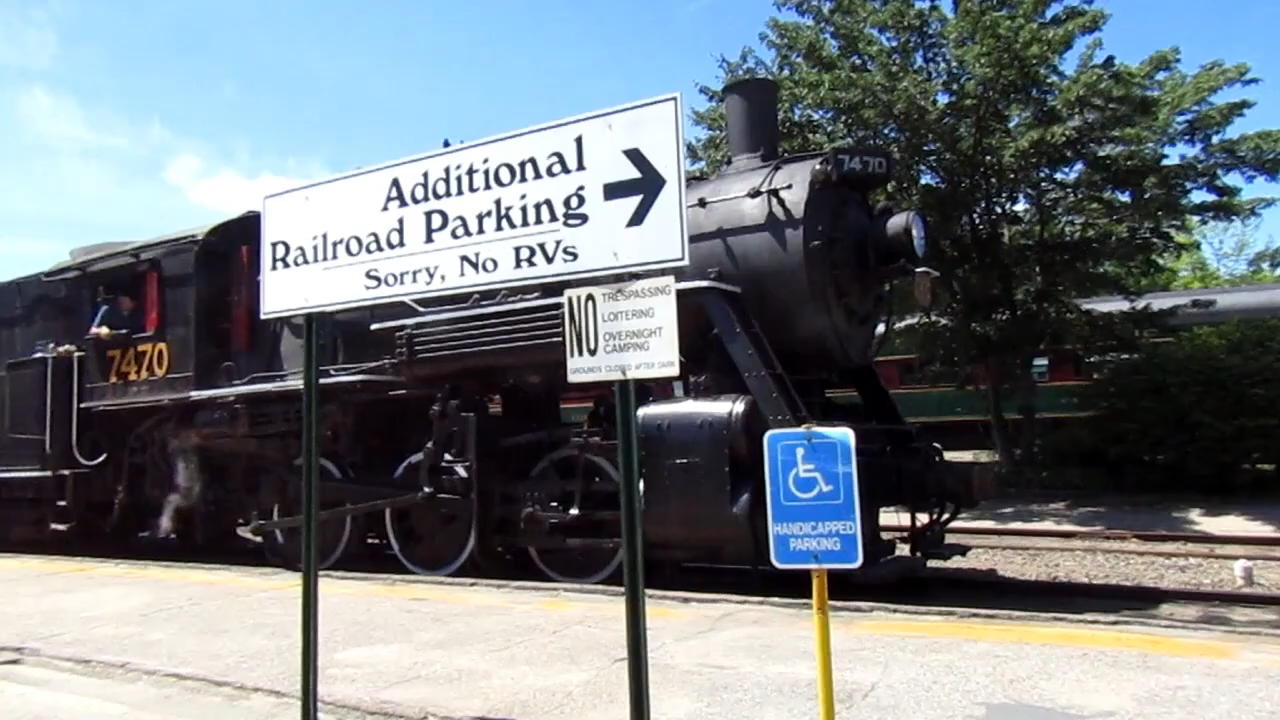 Additional
Railroad Parking
Sorry, No RVs
7470
7470
NO TRESPASSING
LOITERING
OVERNIGHT
CAMPING
GROUNDS CLOSED AFTER DARK
HANDICAPPED
PARKING